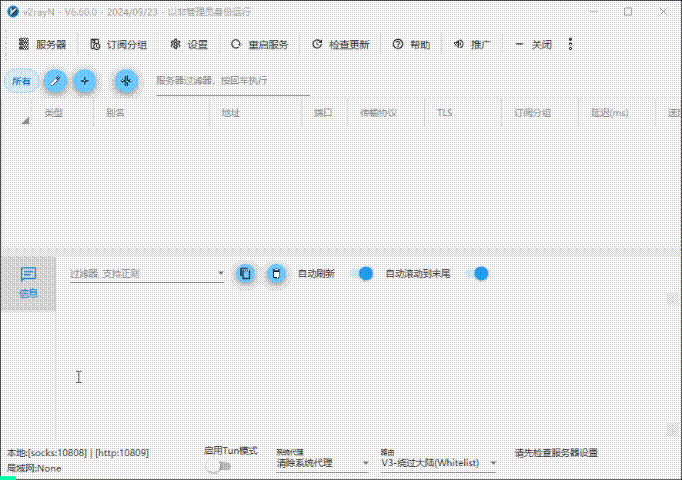 v2rayN - V6.60.0 - 2024/09/23 - 以非管理员身份运行
服务器 订阅分组 设置 重启服务 检查更新 帮助 推广 关闭
所有 服务器过滤器，按回车执行
类型 别名 地址 端口 传输协议 TLS 订阅分组 延迟(ms) 速度
信息
过滤器,支持正则 自动刷新 自动滚动到末尾
本地:[socks:10808] | [http:10809]
局域网:None
启用Tun模式
系统代理
清除系统代理
路由
V3-绕过大陆(Whitelist)
请先检查服务器设置